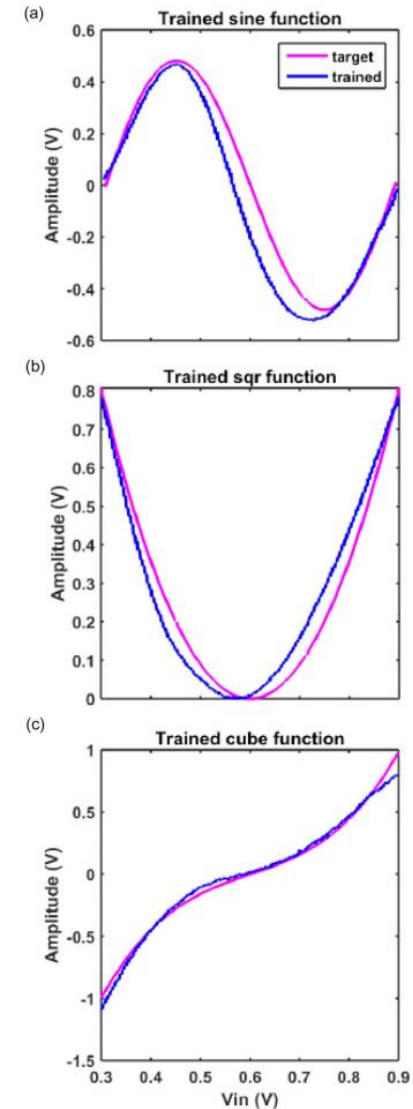 (a)
Trained sine function
0.6
0.4
0.2
0
-0.2
-0.4
-0.6
Amplitude (V)
target
trained
(b)
Trained sqr function
0.8
0.7
0.6
0.5
0.4
0.3
0.2
0.1
0
Amplitude (V)
(c)
Trained cube function
1
0.5
0
-0.5
-1
-1.5
Amplitude (V)
0.3 0.4 0.5 0.6 0.7 0.8 0.9
Vin (V)